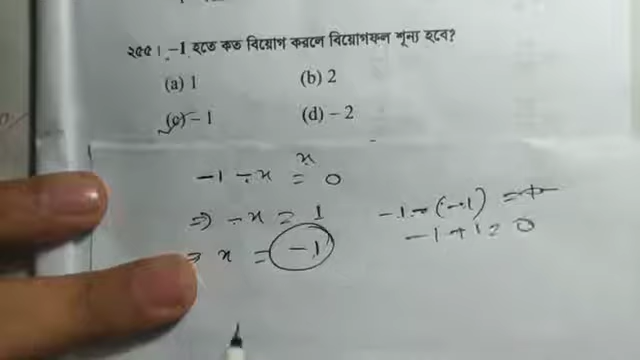 ২৫৫। -1 হতে কত বিয়োগ করলে বিয়োগফল শূন্য হবে?
(a) 1 (b) 2
(c) - 1 (d) - 2
x
-1 - x = 0
⇒ -x = 1
⇒ x = -1
-1 - (-1) = +
-1 + 1 = 0